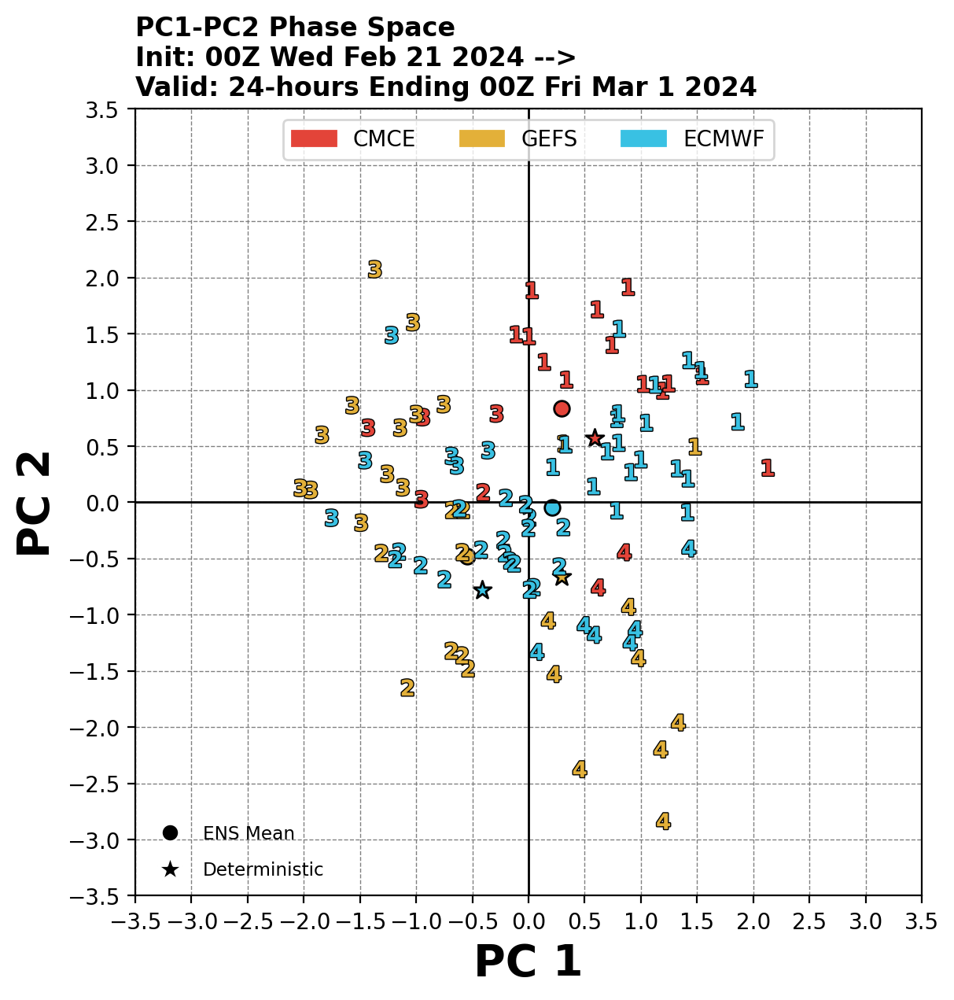 PC1-PC2 Phase Space
Init: 00Z Wed Feb 21 2024 -->
Valid: 24-hours Ending 00Z Fri Mar 1 2024
CMCE GEFS ECMWF
3.5
3.0
2.5
2.0
1.5
1.0
0.5
0.0
−0.5
−1.0
−1.5
−2.0
−2.5
−3.0
−3.5
PC 2
ENS Mean
Deterministic
−3.5 −3.0 −2.5 −2.0 −1.5 −1.0 −0.5 0.0 0.5 1.0 1.5 2.0 2.5 3.0 3.5
PC 1